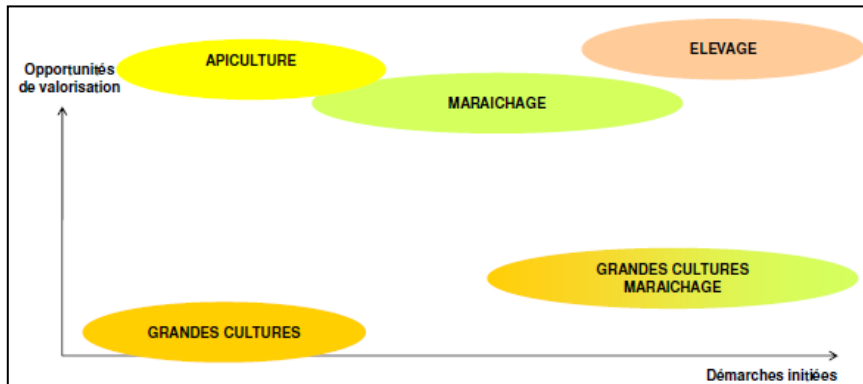 Opportunités
de valorisation
APICULTURE
ELEVAGE
MARAICHAGE
GRANDES CULTURES
MARAICHAGE
GRANDES CULTURES
Démarches initiées